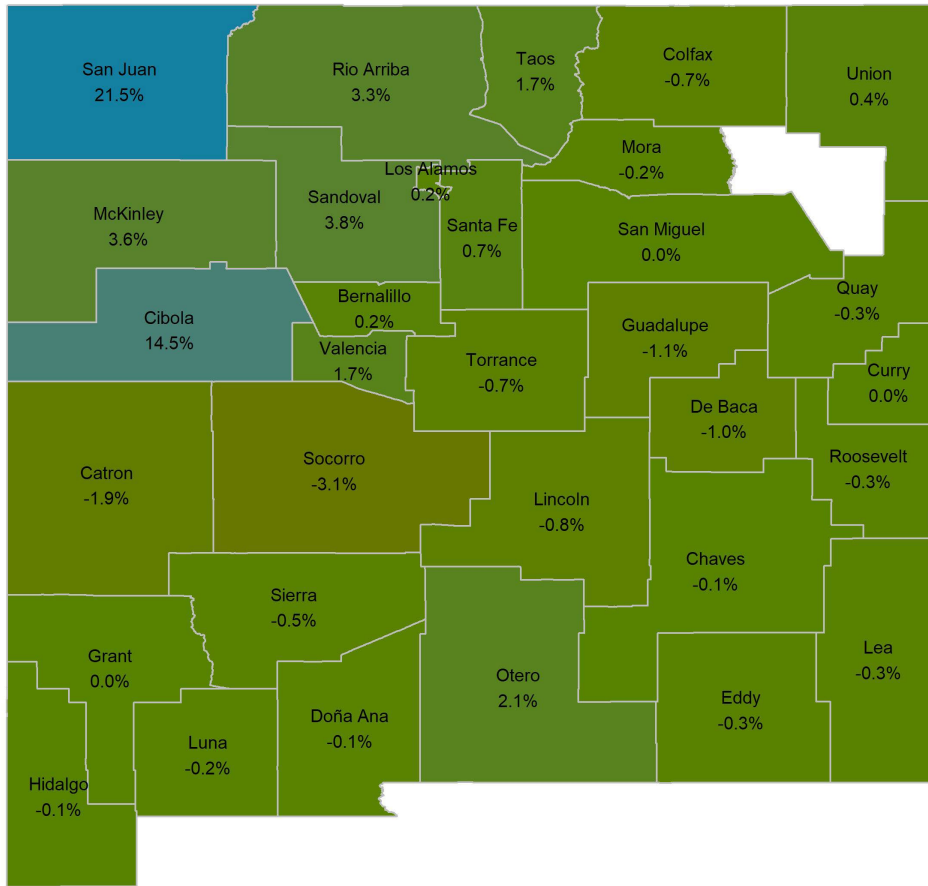 San Juan
21.5%
Rio Arriba
3.3%
Taos
1.7%
Colfax
-0.7%
Union
0.4%
Mora
-0.2%
Los Alamos
0.2%
McKinley
3.6%
Sandoval
3.8%
Santa Fe
0.7%
San Miguel
0.0%
Quay
-0.3%
Cibola
14.5%
Bernalillo
0.2%
Valencia
1.7%
Torrance
-0.7%
Guadalupe
-1.1%
Curry
0.0%
De Baca
-1.0%
Roosevelt
-0.3%
Catron
-1.9%
Socorro
-3.1%
Lincoln
-0.8%
Chaves
-0.1%
Sierra
-0.5%
Grant
0.0%
Otero
2.1%
Lea
-0.3%
Eddy
-0.3%
Doña Ana
-0.1%
Luna
-0.2%
Hidalgo
-0.1%